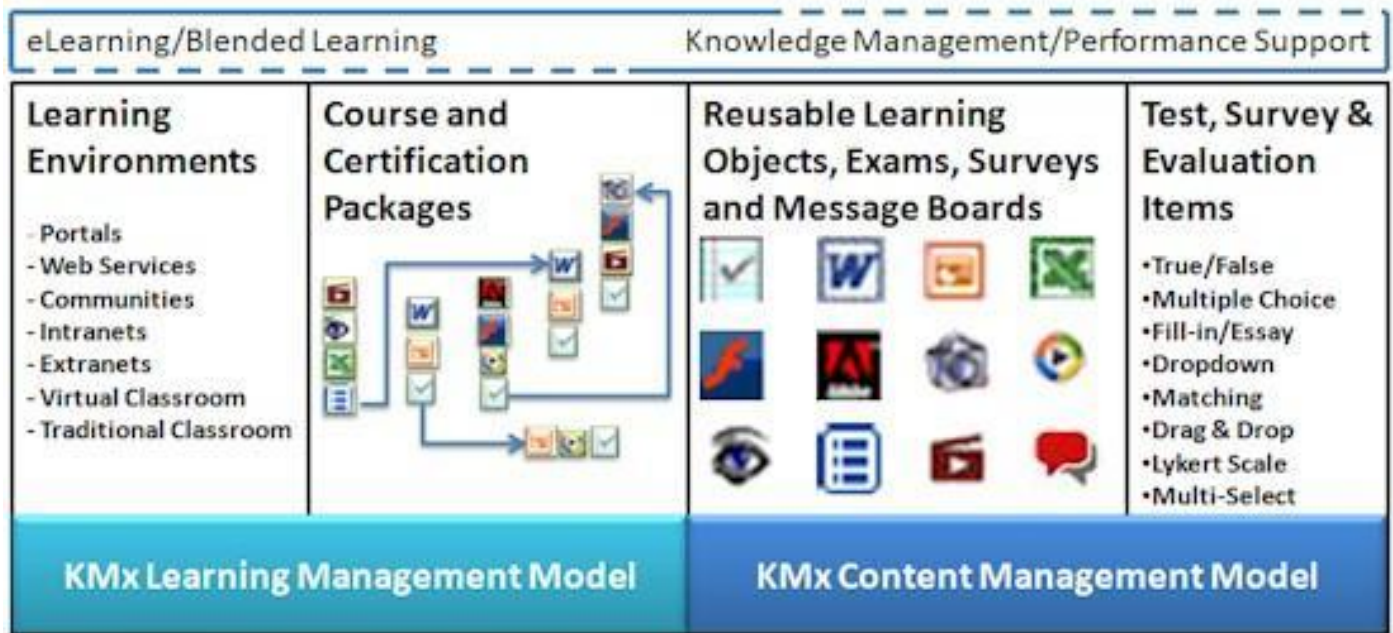 eLearning/Blended Learning
Knowledge Management/Performance Support
Learning
Environments
- Portals
- Web Services
- Communities
- Intranets
- Extranets
- Virtual Classroom
- Traditional Classroom
Course and
Certification
Packages
Reusable Learning
Objects, Exams, Surveys
and Message Boards
Test, Survey &
Evaluation
Items
•True/False
•Multiple Choice
•Fill-in/Essay
•Dropdown
•Matching
•Drag & Drop
•Lykert Scale
•Multi-Select
KMx Learning Management Model
KMx Content Management Model